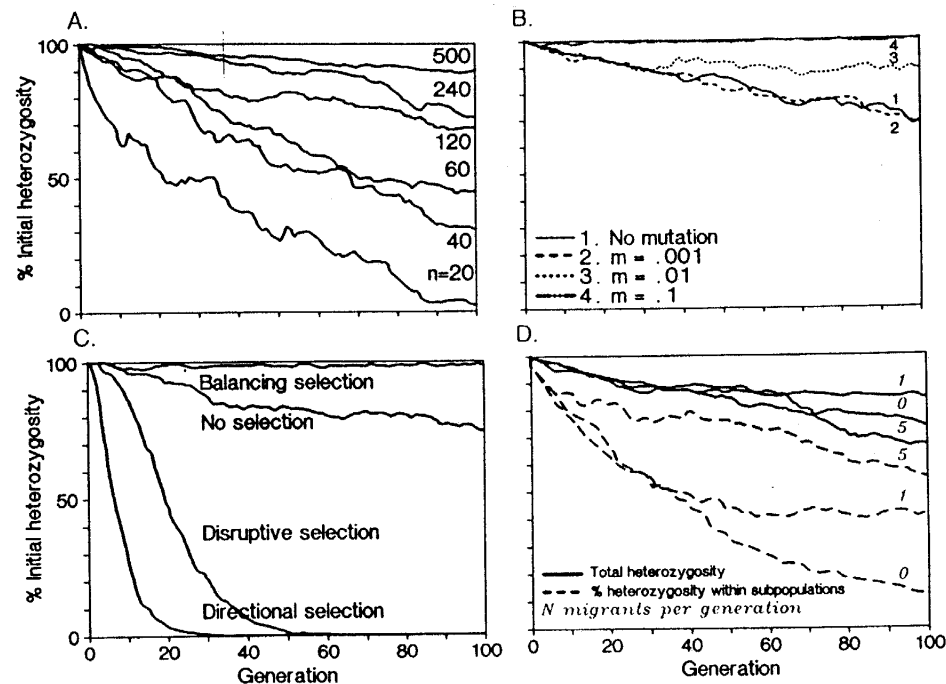 A.
% Initial heterozygosity
100
50
0
500
240
120
60
40
n=20
B.
4
3
1
2
1. No mutation
2. m = .001
3. m = .01
4. m = .1
C.
% Initial heterozygosity
100
50
0
Balancing selection
No selection
Disruptive selection
Directional selection
0 20 40 60 80 100
Generation
D.
1
0
5
5
1
0
Total heterozygosity
% heterozygosity within subpopulations
N migrants per generation
0 20 40 60 80 100
Generation